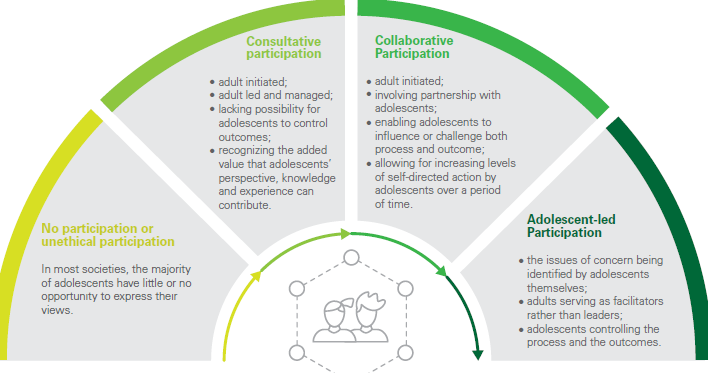 No participation or
unethical participation
In most societies, the majority
of adolescents have little or no
opportunity to express their
views.
Consultative
participation
• adult initiated;
• adult led and managed;
• lacking possibility for
adolescents to control
outcomes;
• recognizing the added
value that adolescents'
perspective, knowledge
and experience can
contribute.
Collaborative
Participation
• adult initiated;
• involving partnership with
adolescents;
• enabling adolescents to
influence or challenge both
process and outcome;
• allowing for increasing levels
of self-directed action by
adolescents over a period
of time.
Adolescent-led
Participation
• the issues of concern being
identified by adolescents
themselves;
• adults serving as facilitators
rather than leaders;
• adolescents controlling the
process and the outcomes.